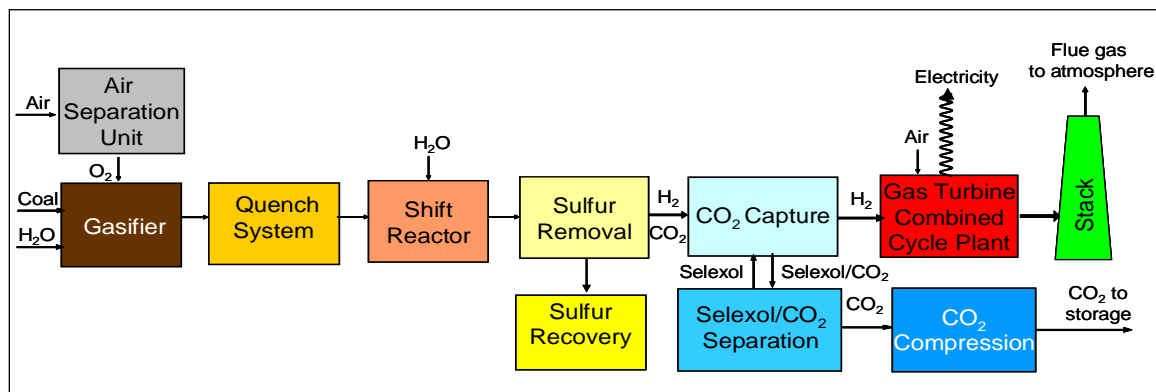 Flue gas
to atmosphere
Electricity
Air
Separation
Unit
Air
Air
H₂O
O₂
Coal
H₂O
Gasifier
Quench
System
Shift
Reactor
Sulfur
Removal
H₂
CO₂
CO₂ Capture
H₂
Gas Turbine
Combined
Cycle Plant
Stack
Selexol
Selexol/CO₂
Sulfur
Recovery
Selexol/CO₂
Separation
CO₂
CO₂
Compression
CO₂ to
storage